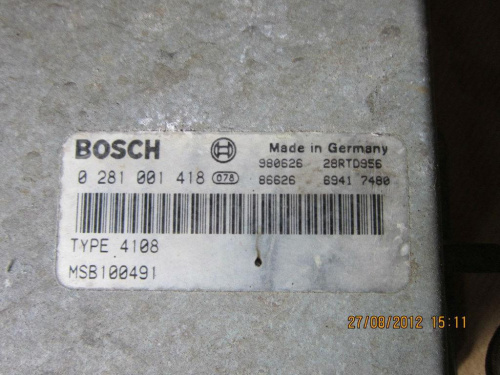 BOSCH
Made in Germany
980626 28RTD956
0 281 001 418 078
86626 6941 7480
TYPE 4108
MSB100491
27/08/2012 15:11